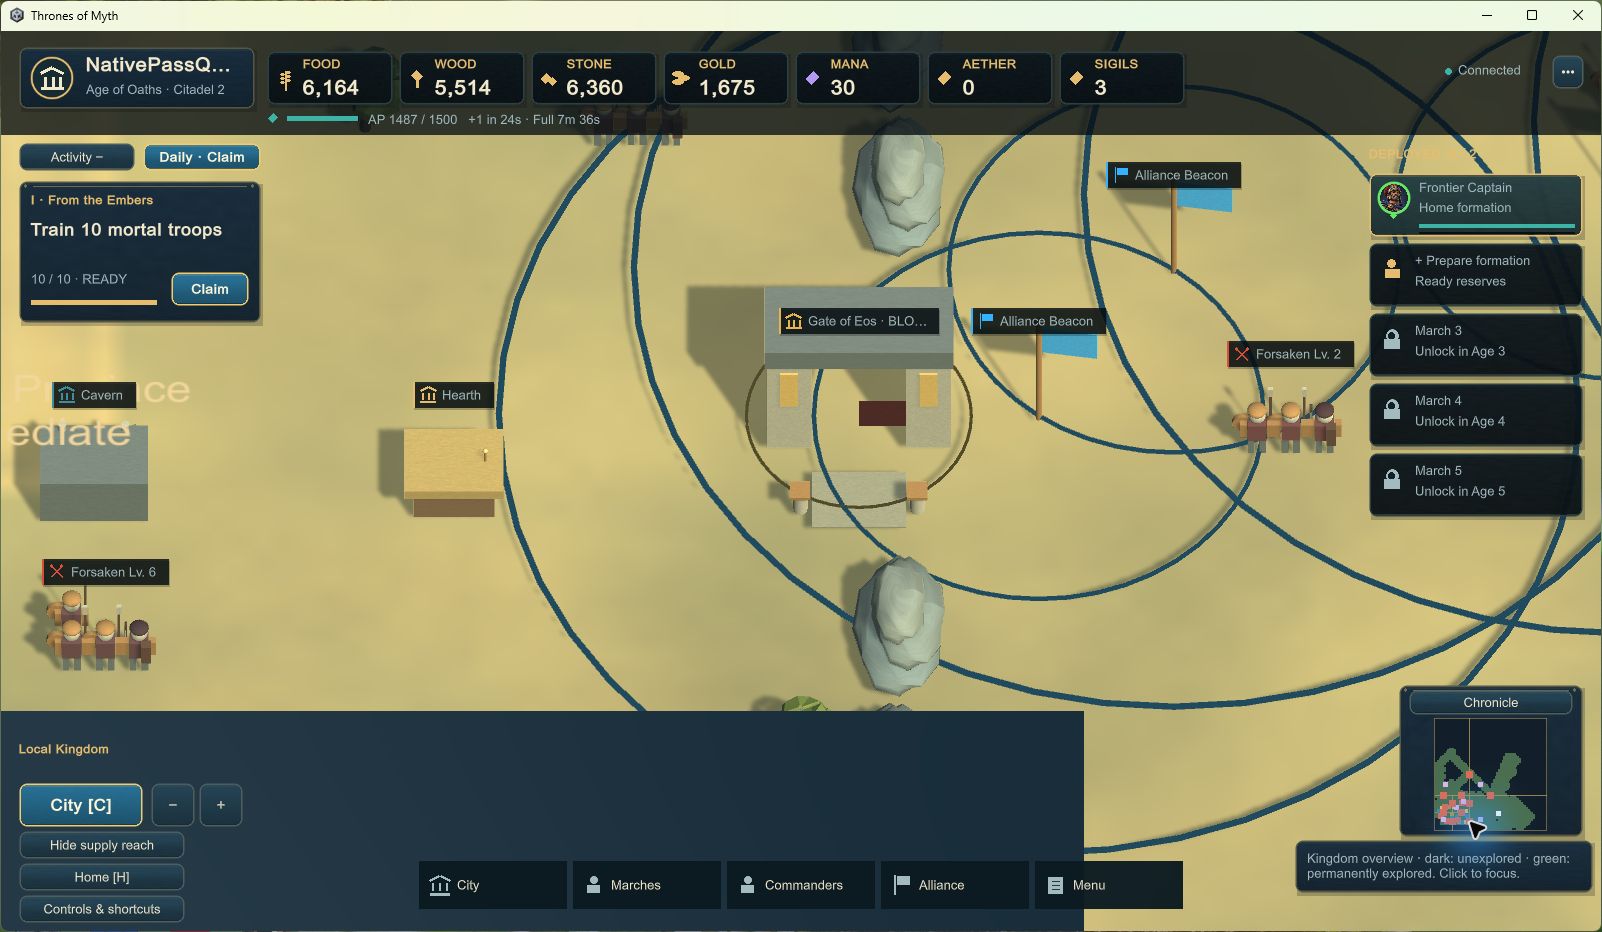 Thrones of Myth
NativePassQ...
Age of Oaths · Citadel 2
FOOD
6,164
WOOD
5,514
STONE
6,360
GOLD
1,675
MANA
30
AETHER
0
SIGILS
3
Connected
AP 1487 / 1500 +1 in 24s · Full 7m 36s
Activity –
Daily · Claim
I · From the Embers
Train 10 mortal troops
10 / 10 · READY
Claim
Alliance Beacon
Frontier Captain
Home formation
+ Prepare formation
Ready reserves
March 3
Unlock in Age 3
March 4
Unlock in Age 4
March 5
Unlock in Age 5
Gate of Eos · BLO...
Alliance Beacon
Forsaken Lv. 2
Cavern
Hearth
Forsaken Lv. 6
Local Kingdom
City [C]
–
+
Hide supply reach
Home [H]
Controls & shortcuts
City
Marches
Commanders
Alliance
Menu
Chronicle
Kingdom overview · dark: unexplored · green:
permanently explored. Click to focus.